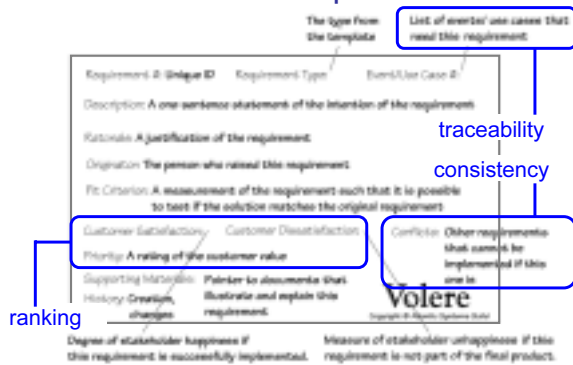 The type from the template
List of events/ use cases that need this requirement
Requirement #: Unique ID Requirement Type: Event/Use Case #:
Description: A one sentence statement of the intention of the requirement
traceability
Rationale: A justification of the requirement
consistency
Originator: The person who raised this requirement
Fit Criterion: A measurement of the requirement such that it is possible
to test if the solution matches the original requirement
Customer Satisfaction: Customer Dissatisfaction:
Conflicts: Other requirements
that cannot be
implemented if this
one is
Priority: A rating of the customer value
ranking
Supporting Materials: Pointer to documents that
illustrate and explain this
requirement
History: Creation,
changes
Volere
Copyright © Atlantic Systems Guild
Degree of stakeholder happiness if
this requirement is successfully implemented.
Measure of stakeholder unhappiness if this
requirement is not part of the final product.